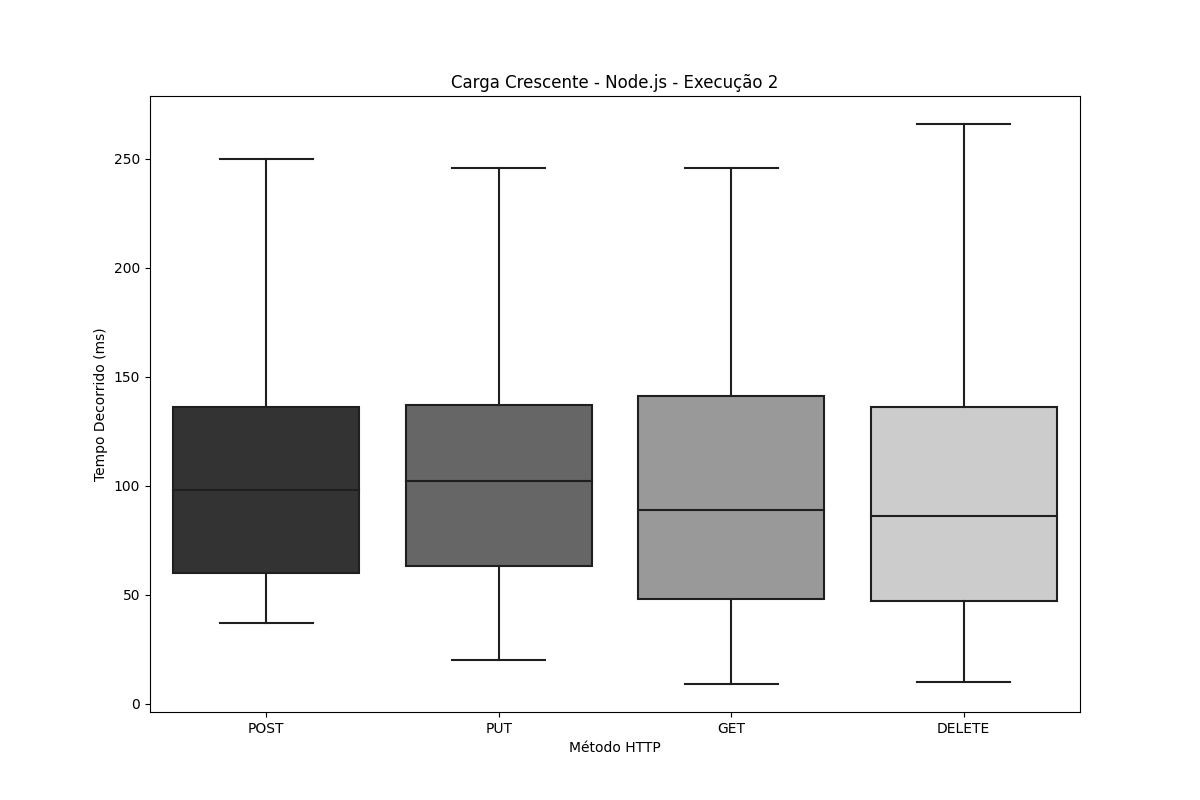 Carga Crescente - Node.js - Execução 2
Tempo Decorrido (ms)
250
200
150
100
50
0
POST PUT GET DELETE
Método HTTP